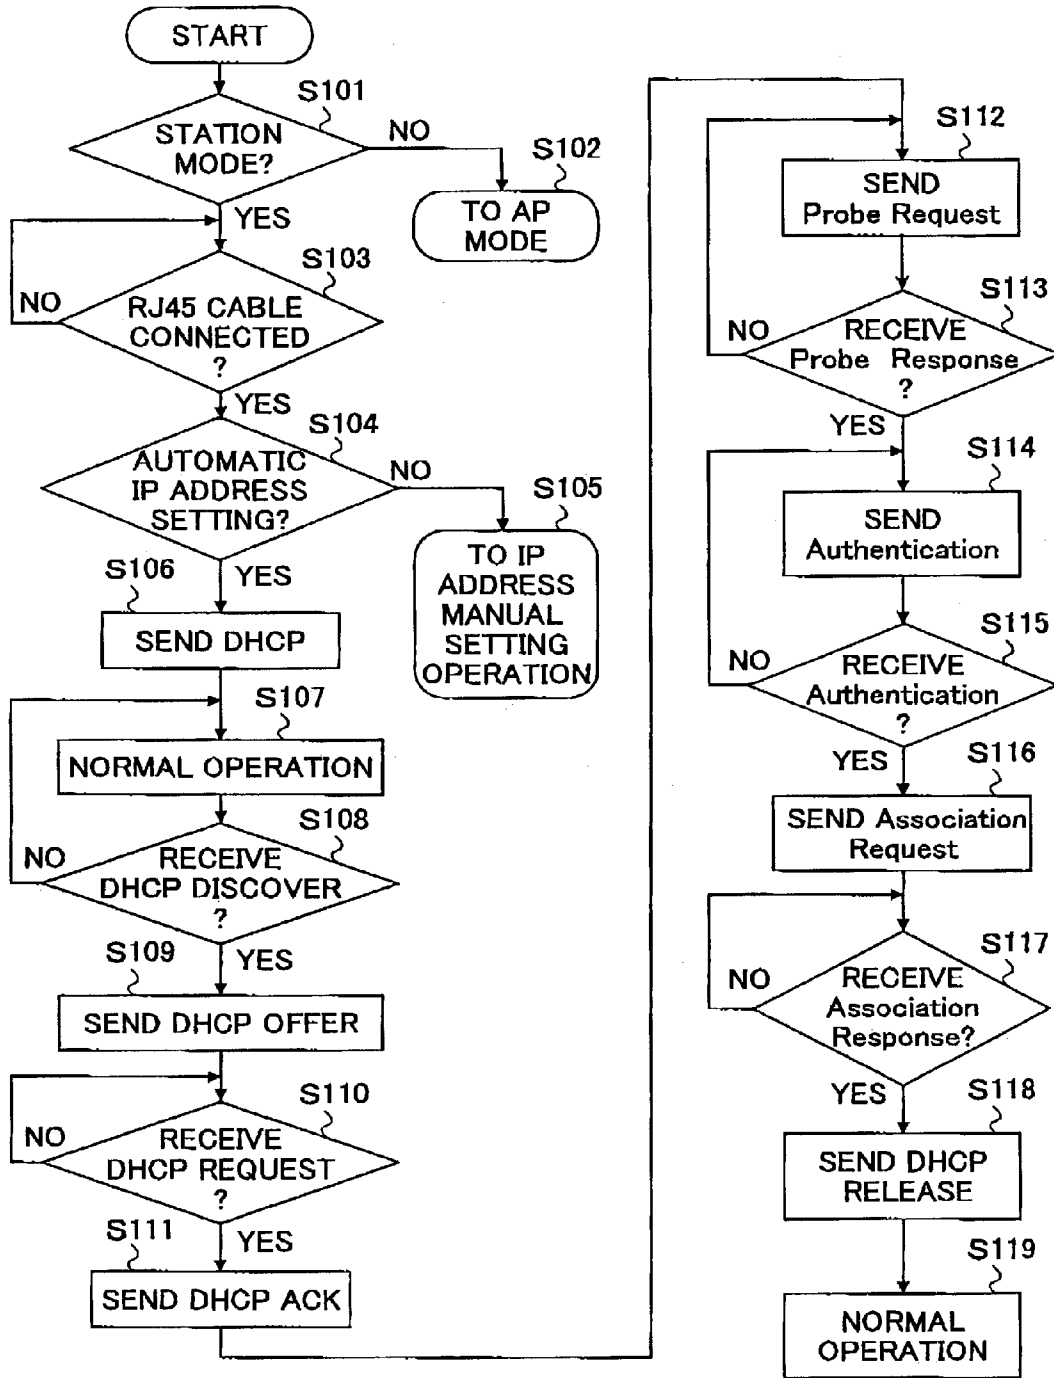 START
S101
STATION
MODE?
NO
S102
TO AP
MODE
YES
S103
NO
RJ45 CABLE
CONNECTED
?
YES
S104
AUTOMATIC
IP ADDRESS
SETTING?
NO
S105
TO IP
ADDRESS
MANUAL
SETTING
OPERATION
S106
YES
SEND DHCP
S107
NORMAL OPERATION
S108
NO
RECEIVE
DHCP DISCOVER
?
S109
YES
SEND DHCP OFFER
S110
NO
RECEIVE
DHCP REQUEST
?
S111
YES
SEND DHCP ACK
S112
SEND
Probe Request
S113
NO
RECEIVE
Probe Response
?
YES
S114
SEND
Authentication
S115
NO
RECEIVE
Authentication
?
YES
S116
SEND Association
Request
S117
NO
RECEIVE
Association
Response?
YES
S118
SEND DHCP
RELEASE
S119
NORMAL
OPERATION